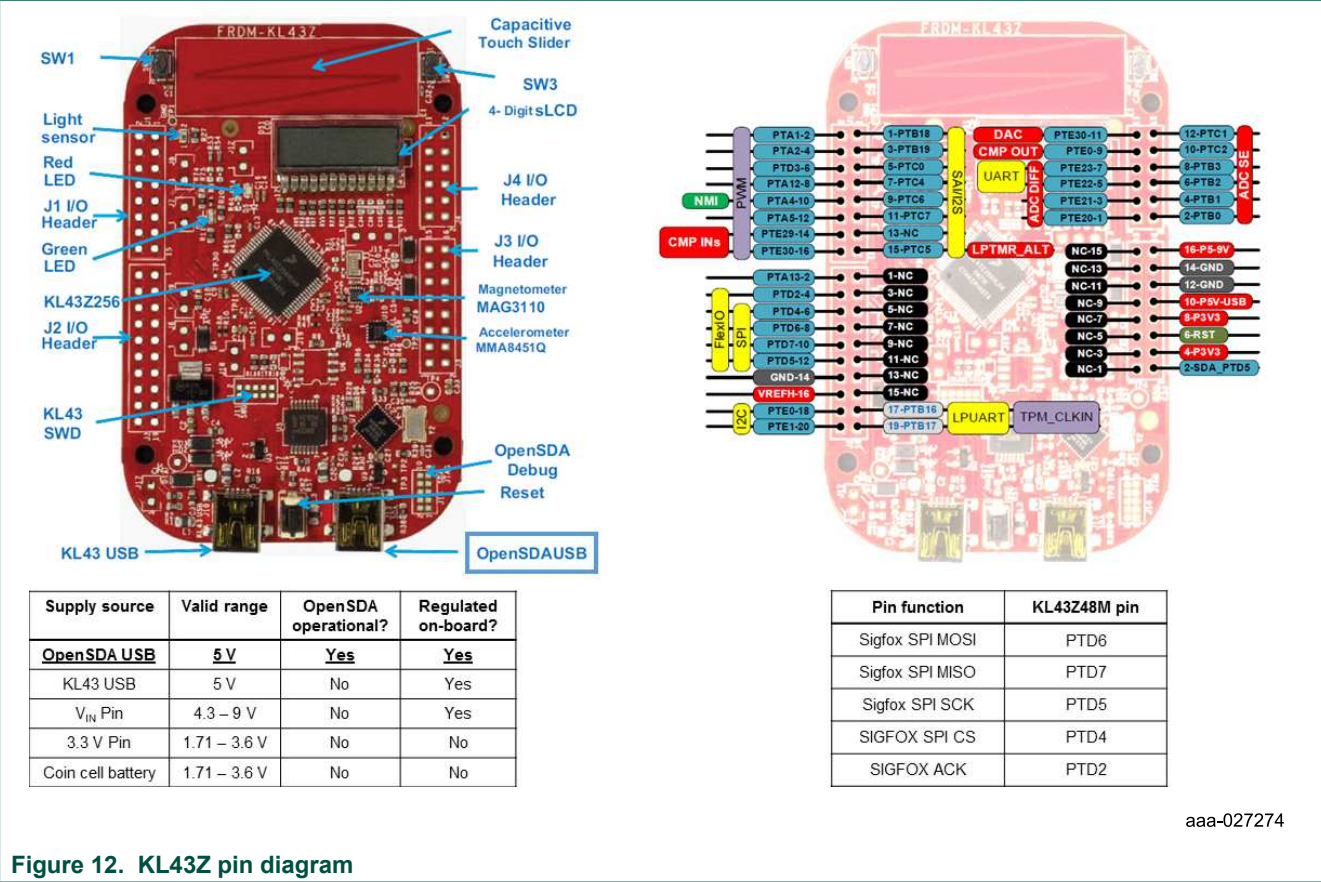 FRDM-KL43Z
Capacitive
Touch Slider
SW1
SW3
4- DigitsLCD
Light
sensor
Red
LED
J4 I/O
Header
J1 I/O
Header
J3 I/O
Header
Green
LED
KL43Z256
Magnetometer
MAG3110
J2 I/O
Header
Accelerometer
MMA8451Q
KL43
SWD
OpenSDA
Debug
Reset
KL43 USB
OpenSDAUSB
FRDM-KL43Z
PTA1-2
PTA2-4
PTD3-6
PTA12-8
PTA4-10
PTA5-12
PTE29-14
PTE30-16
PWM
NMI
CMP INs
1-PTB18
3-PTB19
5-PTC0
7-PTC4
9-PTC6
11-PTC7
13-NC
15-PTC5
SAI/I2S
LPTMR_ALT
DAC
CMP OUT
UART
ADC DIFF
PTE30-11
PTE0-9
PTE23-7
PTE22-5
PTE21-3
PTE20-1
12-PTC1
10-PTC2
8-PTB3
6-PTB2
4-PTB1
2-PTB0
ADC SE
PTA13-2
PTD2-4
PTD4-6
PTD6-8
PTD7-10
PTD5-12
GND-14
VREFH-16
PTE0-18
PTE1-20
FlexIO
SPI
I2C
1-NC
3-NC
5-NC
7-NC
9-NC
11-NC
13-NC
15-NC
17-PTB16
19-PTB17
LPUART
TPM_CLKIN
NC-15
NC-13
NC-11
NC-9
NC-7
NC-5
NC-3
NC-1
16-P5-9V
14-GND
12-GND
10-P5V-USB
8-P3V3
6-RST
4-P3V3
2-SDA_PTD5
Supply source Valid range OpenSDA operational? Regulated on-board?
OpenSDA USB 5 V Yes Yes
KL43 USB 5 V No Yes
VIN Pin 4.3 – 9 V No Yes
3.3 V Pin 1.71 – 3.6 V No No
Coin cell battery 1.71 – 3.6 V No No
Pin function KL43Z48M pin
Sigfox SPI MOSI PTD6
Sigfox SPI MISO PTD7
Sigfox SPI SCK PTD5
SIGFOX SPI CS PTD4
SIGFOX ACK PTD2
aaa-027274
Figure 12. KL43Z pin diagram